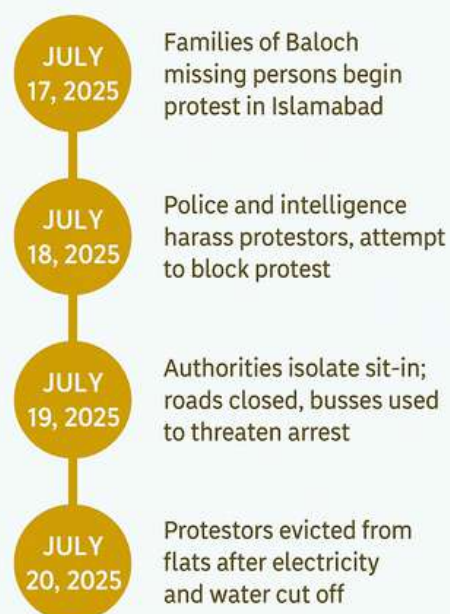 JULY
17, 2025
Families of Baloch
missing persons begin
protest in Islamabad
JULY
18, 2025
Police and intelligence
harass protestors, attempt
to block protest
JULY
19, 2025
Authorities isolate sit-in;
roads closed, busses used
to threaten arrest
JULY
20, 2025
Protestors evicted from
flats after electricity
and water cut off